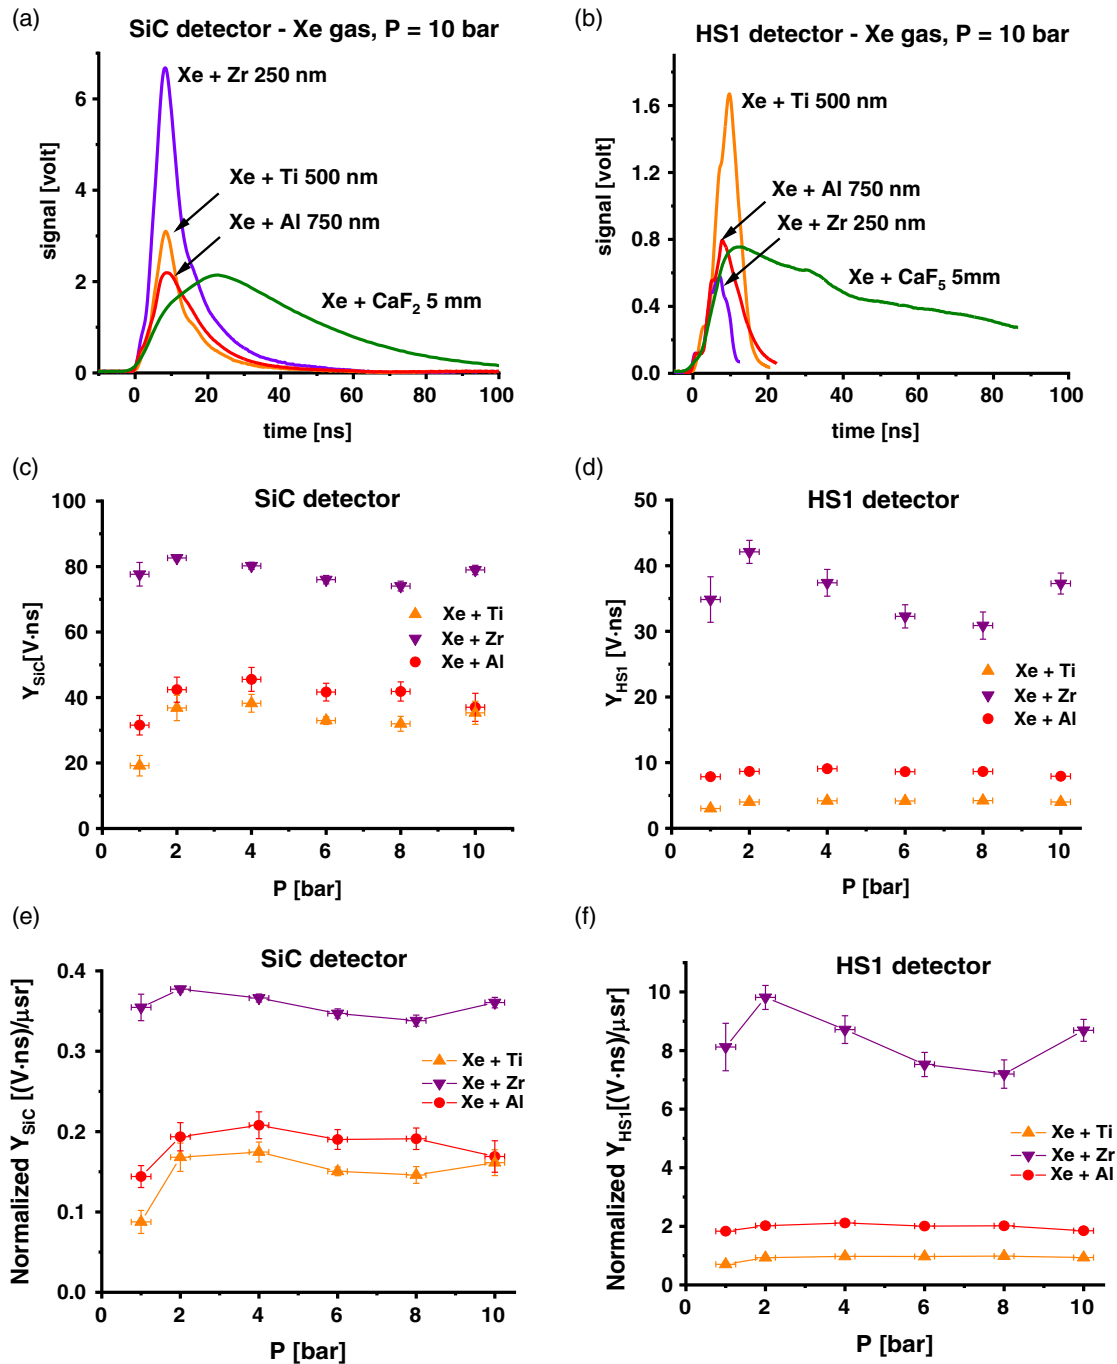 (a)
SiC detector - Xe gas, P = 10 bar
Xe + Zr 250 nm
Xe + Ti 500 nm
Xe + Al 750 nm
Xe + CaF2 5 mm
signal [volt]
6
4
2
0
0 20 40 60 80 100
time [ns]
(b)
HS1 detector - Xe gas, P = 10 bar
Xe + Ti 500 nm
Xe + Al 750 nm
Xe + Zr 250 nm
Xe + CaF5 5mm
signal [volt]
1.6
1.2
0.8
0.4
0.0
0 20 40 60 80 100
time [ns]
(c)
SiC detector
YSiC[V·ns]
100
80
60
40
20
0
Xe + Ti
Xe + Zr
Xe + Al
0 2 4 6 8 10
P [bar]
(d)
HS1 detector
YHS1 [V·ns]
50
40
30
20
10
0
Xe + Ti
Xe + Zr
Xe + Al
0 2 4 6 8 10
P [bar]
(e)
SiC detector
Normalized YSiC [(V·ns)/μsr]
0.4
0.3
0.2
0.1
0.0
Xe + Ti
Xe + Zr
Xe + Al
0 2 4 6 8 10
P [bar]
(f)
HS1 detector
Normalized YHS1[(V·ns)/μsr]
10
8
6
4
2
0
Xe + Ti
Xe + Zr
Xe + Al
0 2 4 6 8 10
P [bar]